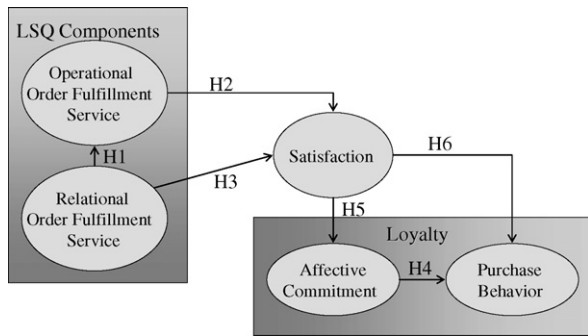 LSQ Components
Operational
Order Fulfillment
Service
H2
H1
Relational
Order Fulfillment
Service
H3
Satisfaction
H6
H5
Loyalty
Affective
Commitment
H4
Purchase
Behavior